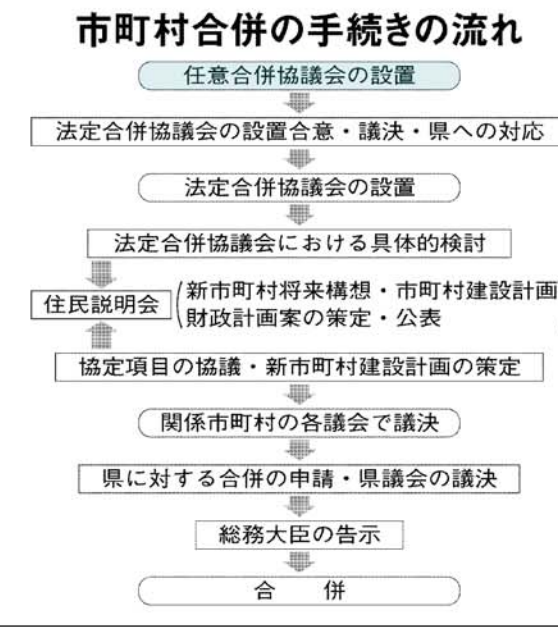 市町村合併の手続きの流れ
任意合併協議会の設置
法定合併協議会の設置合意・議決・県への対応
法定合併協議会の設置
法定合併協議会における具体的検討
住民説明会
(新市町村将来構想・市町村建設計画
財政計画案の策定・公表
協定項目の協議・新市町村建設計画の策定
関係市町村の各議会で議決
県に対する合併の申請・県議会の議決
総務大臣の告示
合　併